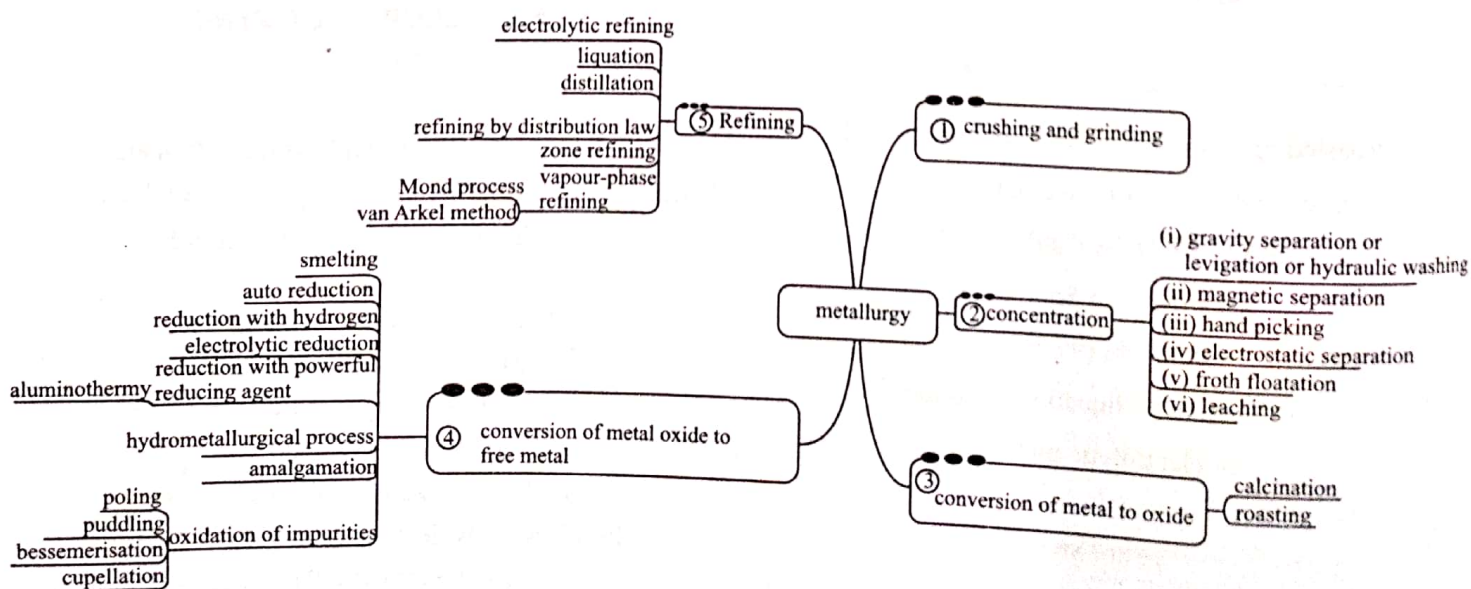 metallurgy
① crushing and grinding
② concentration
(i) gravity separation or
levigation or hydraulic washing
(ii) magnetic separation
(iii) hand picking
(iv) electrostatic separation
(v) froth floatation
(vi) leaching
③
conversion of metal to oxide
calcination
roasting
④ conversion of metal oxide to
free metal
smelting
auto reduction
reduction with hydrogen
electrolytic reduction
reduction with powerful
reducing agent
aluminothermy
hydrometallurgical process
amalgamation
oxidation of impurities
poling
puddling
bessemerisation
cupellation
⑤ Refining
electrolytic refining
liquation
distillation
refining by distribution law
zone refining
vapour-phase
refining
Mond process
van Arkel method